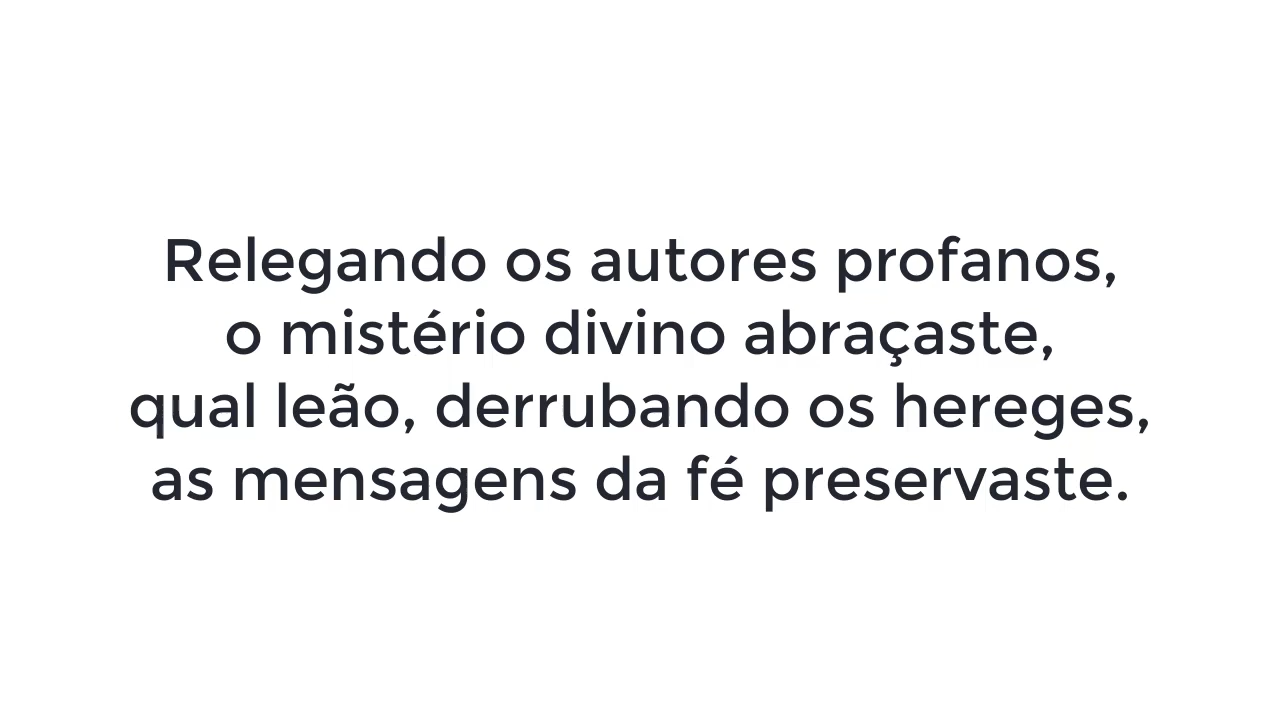 Relegando os autores profanos,
o mistério divino abraçaste,
qual leão, derrubando os hereges,
as mensagens da fé preservaste.